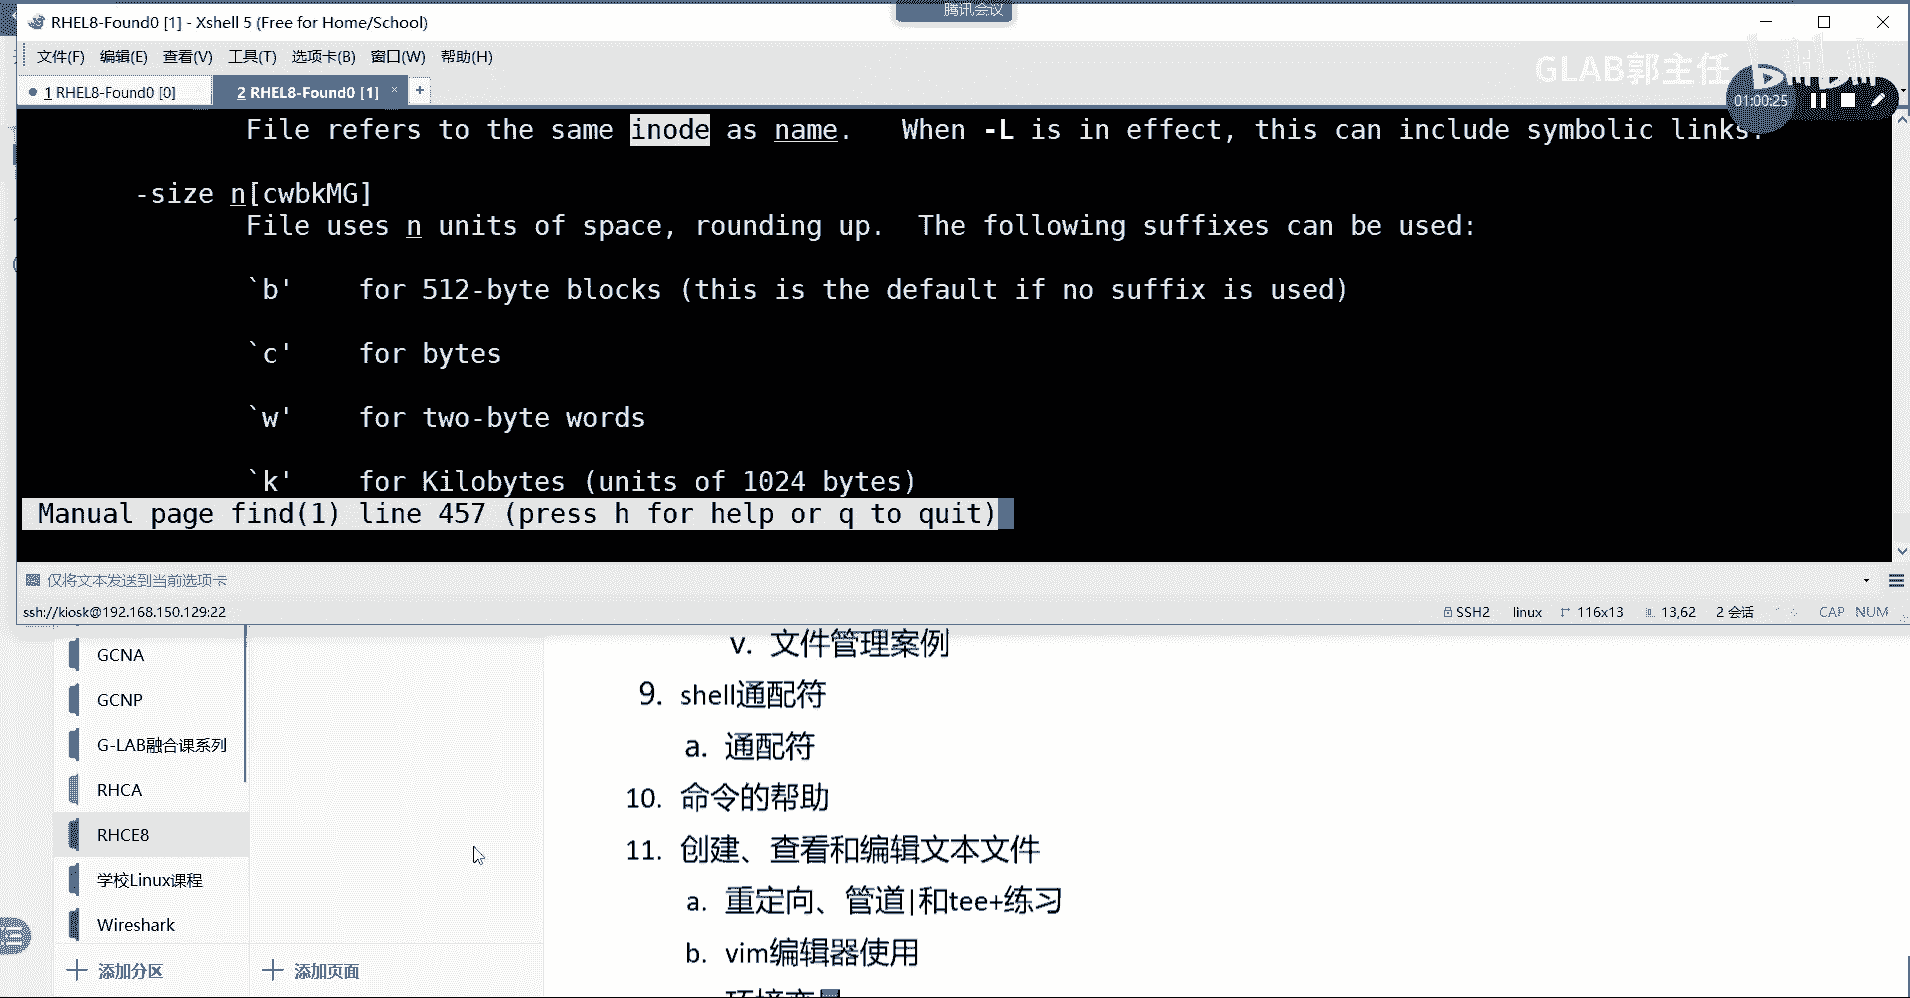 腾讯会议
RHEL8-Found0 [1] - Xshell 5 (Free for Home/School)
文件(F) 编辑(E) 查看(V) 工具(T) 选项卡(B) 窗口(W) 帮助(H)
GLAB郭主任
1 RHEL8-Found0 [0]
2 RHEL8-Found0 [1] × +
01:00:25
File refers to the same inode as name.   When -L is in effect, this can include symbolic links.
-size n[cwbkMG]
File uses n units of space, rounding up.  The following suffixes can be used:
`b'    for 512-byte blocks (this is the default if no suffix is used)
`c'    for bytes
`w'    for two-byte words
`k'    for Kilobytes (units of 1024 bytes)
Manual page find(1) line 457 (press h for help or q to quit)
仅将文本发送到当前选项卡
ssh://kiosk@192.168.150.129:22
SSH2 linux 116x13 13,62 2 会话 CAP NUM
GCNA
GCNP
G-LAB融合课系列
RHCA
RHCE8
学校Linux课程
Wireshark
添加分区
添加页面
v. 文件管理案例
9. shell通配符
a. 通配符
10. 命令的帮助
11. 创建、查看和编辑文本文件
a. 重定向、管道|和tee+练习
b. vim编辑器使用